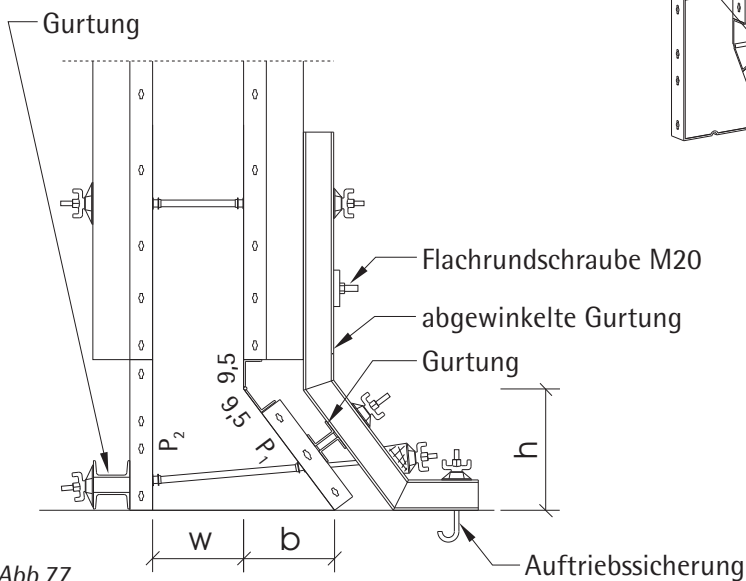 Gurtung
Flachrundschraube M20
abgewinkelte Gurtung
Gurtung
9,5
9,5
P1
P2
h
w
b
Auftriebssicherung
Abb 77